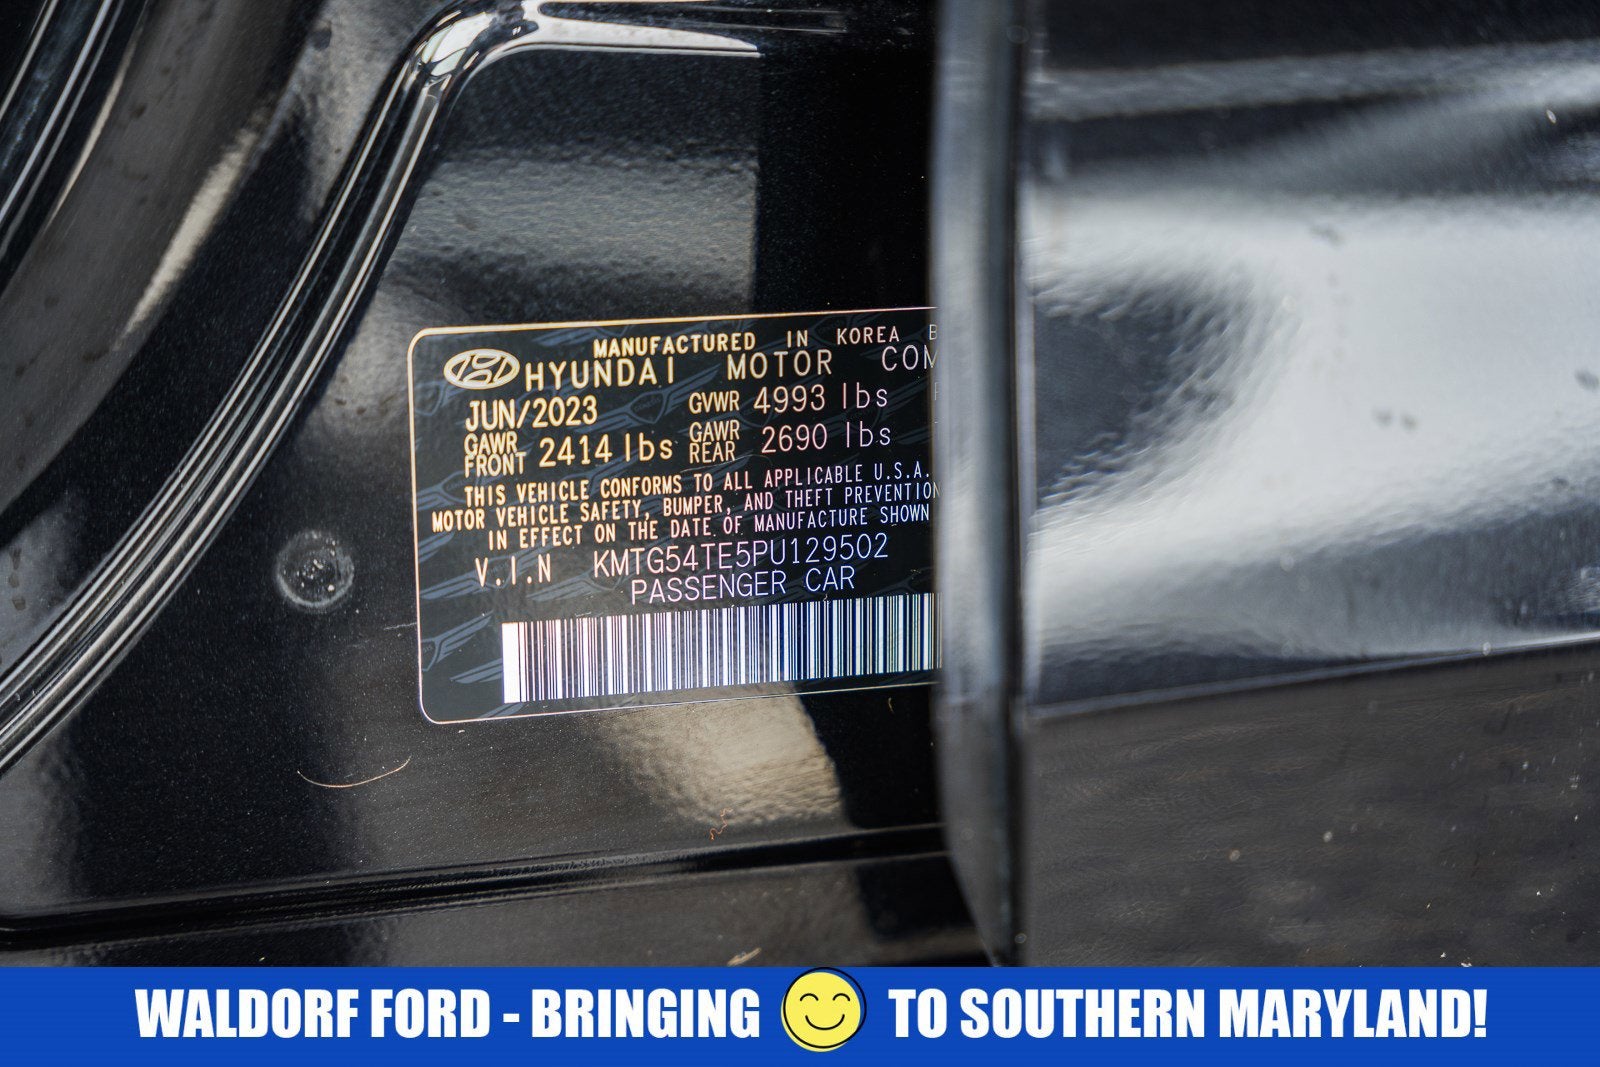 MANUFACTURED IN KOREA B
HYUNDAI MOTOR COM
JUN/2023 GVWR 4993 lbs
GAWR FRONT 2414 lbs GAWR REAR 2690 lbs
THIS VEHICLE CONFORMS TO ALL APPLICABLE U.S.A.
MOTOR VEHICLE SAFETY, BUMPER, AND THEFT PREVENTION
IN EFFECT ON THE DATE OF MANUFACTURE SHOWN
V.I.N KMTG54TE5PU129502
PASSENGER CAR
WALDORF FORD - BRINGING TO SOUTHERN MARYLAND!